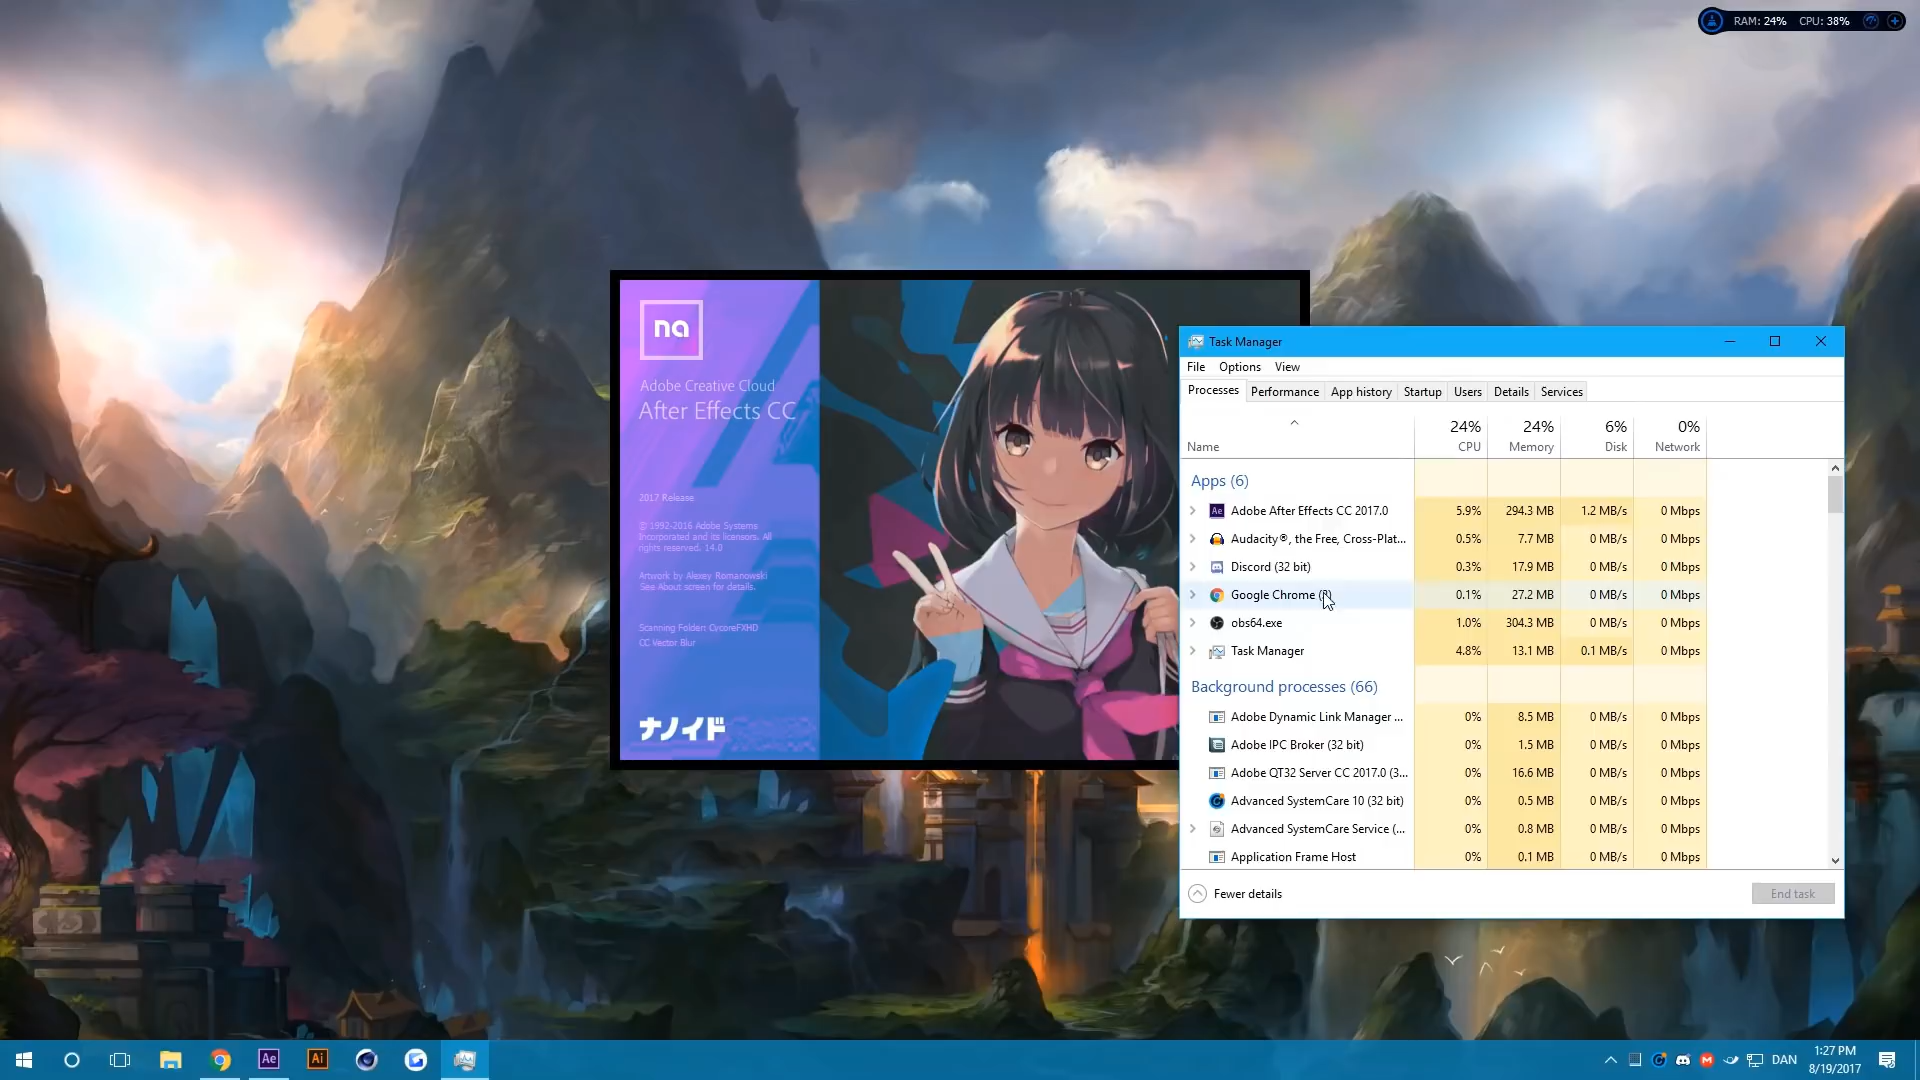 RAM: 24% CPU: 38%
na
Adobe Creative Cloud
After Effects CC
2017 Release
© 1992-2016 Adobe Systems
Incorporated and its licensors. All
rights reserved. 14.0
Artwork by Alexey Romanowski
See About screen for details.
Scanning Folder: CycoreFXHD
CC Vector Blur
ナノイド
Task Manager
File Options View
Processes Performance App history Startup Users Details Services
24% 24% 6% 0%
Name CPU Memory Disk Network
Apps (6)
Ae Adobe After Effects CC 2017.0 5.9% 294.3 MB 1.2 MB/s 0 Mbps
Audacity®, the Free, Cross-Plat... 0.5% 7.7 MB 0 MB/s 0 Mbps
Discord (32 bit) 0.3% 17.9 MB 0 MB/s 0 Mbps
Google Chrome 0.1% 27.2 MB 0 MB/s 0 Mbps
obs64.exe 1.0% 304.3 MB 0 MB/s 0 Mbps
Task Manager 4.8% 13.1 MB 0.1 MB/s 0 Mbps
Background processes (66)
Adobe Dynamic Link Manager ... 0% 8.5 MB 0 MB/s 0 Mbps
Adobe IPC Broker (32 bit) 0% 1.5 MB 0 MB/s 0 Mbps
Adobe QT32 Server CC 2017.0 (3... 0% 16.6 MB 0 MB/s 0 Mbps
Advanced SystemCare 10 (32 bit) 0% 0.5 MB 0 MB/s 0 Mbps
Advanced SystemCare Service (... 0% 0.8 MB 0 MB/s 0 Mbps
Application Frame Host 0% 0.1 MB 0 MB/s 0 Mbps
Fewer details End task
Ae Ai DAN 1:27 PM
8/19/2017